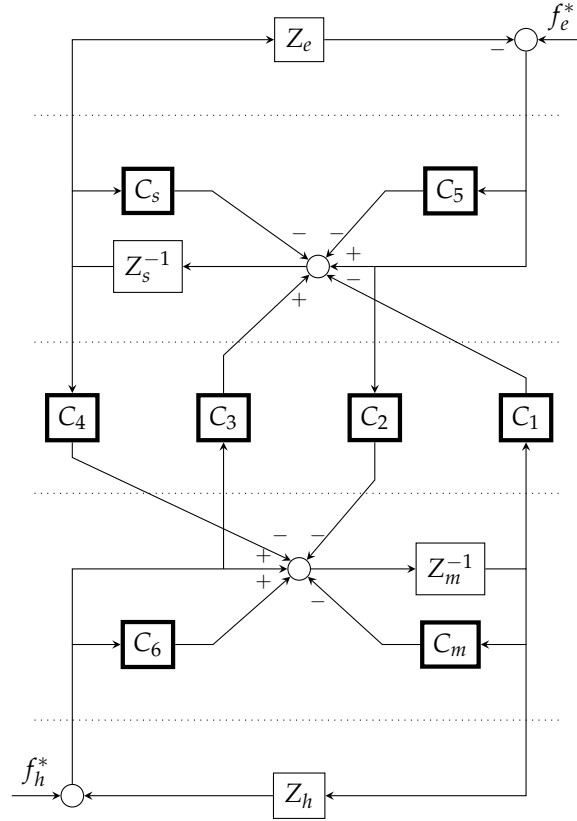 Z_e − f_e^*
C_s − − C_5
Z_s^{-1} + −
+
C_4 C_3 C_2 C_1
− −
+ Z_m^{-1}
+ −
C_6 C_m
f_h^* Z_h